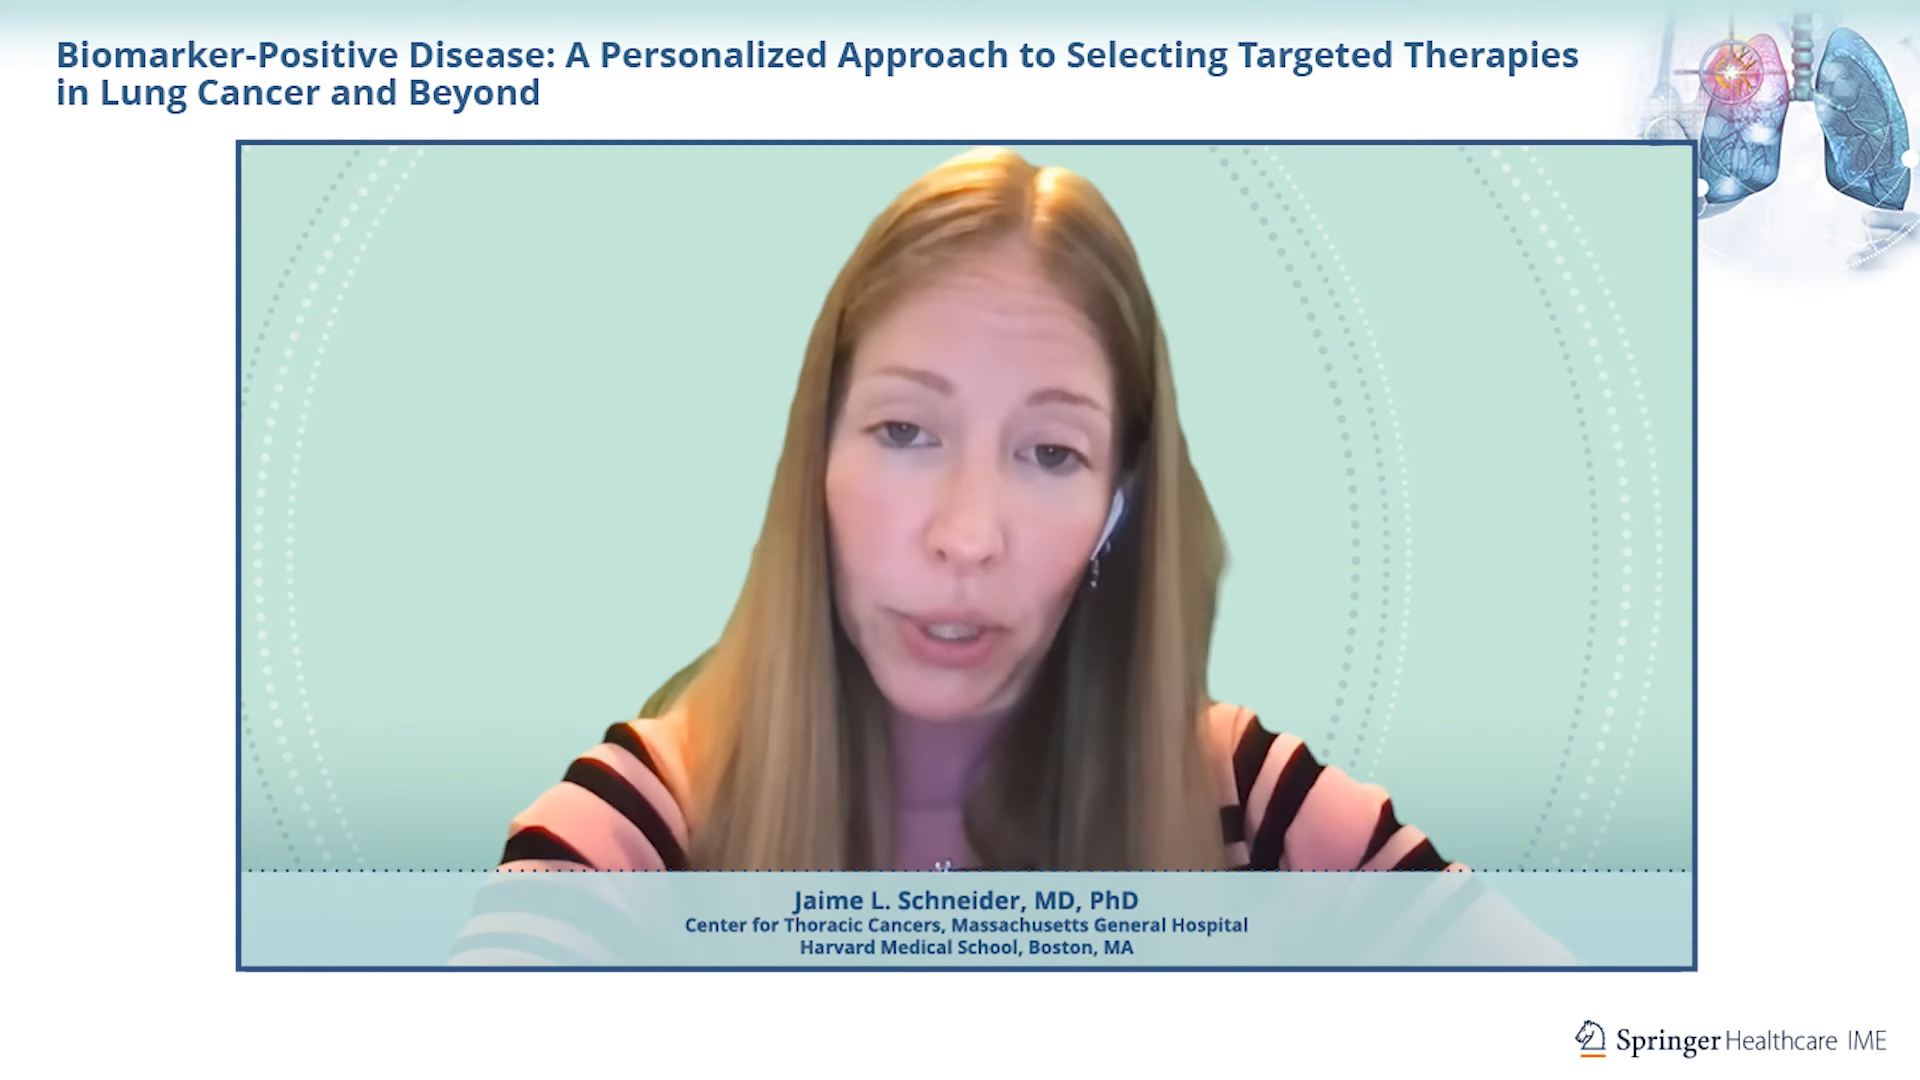 Biomarker-Positive Disease: A Personalized Approach to Selecting Targeted Therapies
in Lung Cancer and Beyond
Jaime L. Schneider, MD, PhD
Center for Thoracic Cancers, Massachusetts General Hospital
Harvard Medical School, Boston, MA
Springer Healthcare IME